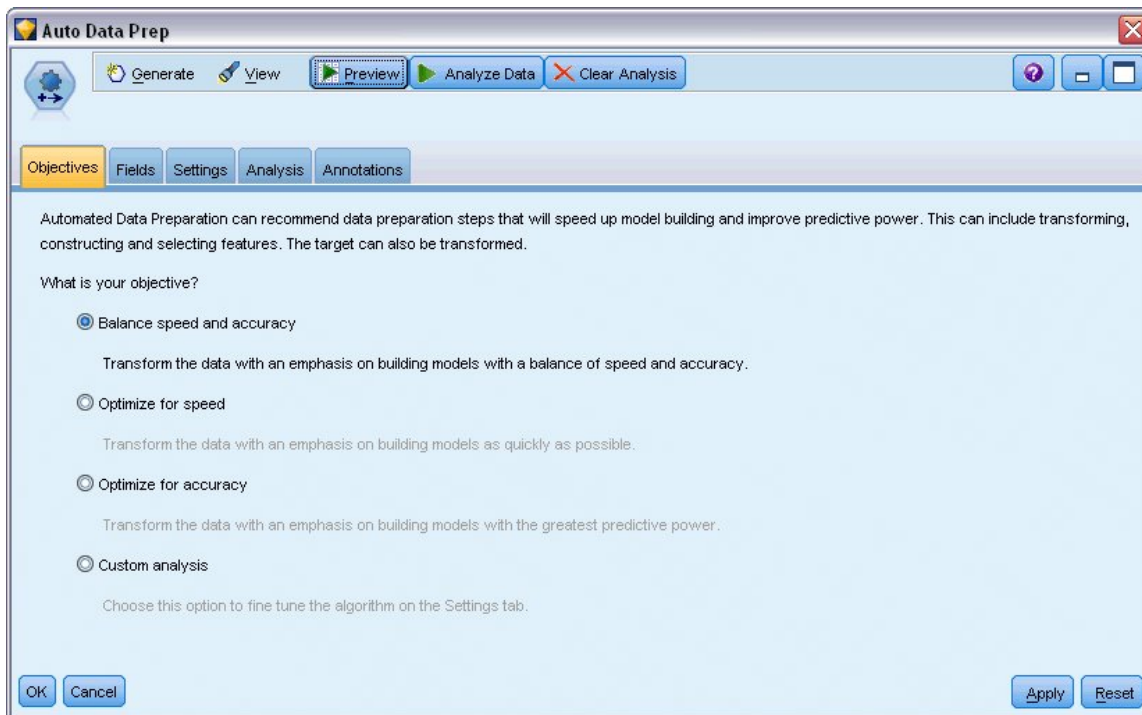 Auto Data Prep
Generate View Preview Analyze Data Clear Analysis
Objectives Fields Settings Analysis Annotations
Automated Data Preparation can recommend data preparation steps that will speed up model building and improve predictive power. This can include transforming,
constructing and selecting features. The target can also be transformed.
What is your objective?
Balance speed and accuracy
Transform the data with an emphasis on building models with a balance of speed and accuracy.
Optimize for speed
Transform the data with an emphasis on building models as quickly as possible.
Optimize for accuracy
Transform the data with an emphasis on building models with the greatest predictive power.
Custom analysis
Choose this option to fine tune the algorithm on the Settings tab.
OK Cancel Apply Reset